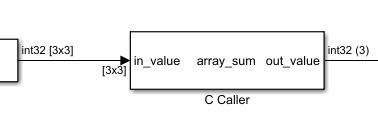 int32 [3x3]
[3x3]
in_value array_sum out_value
int32 (3)
C Caller